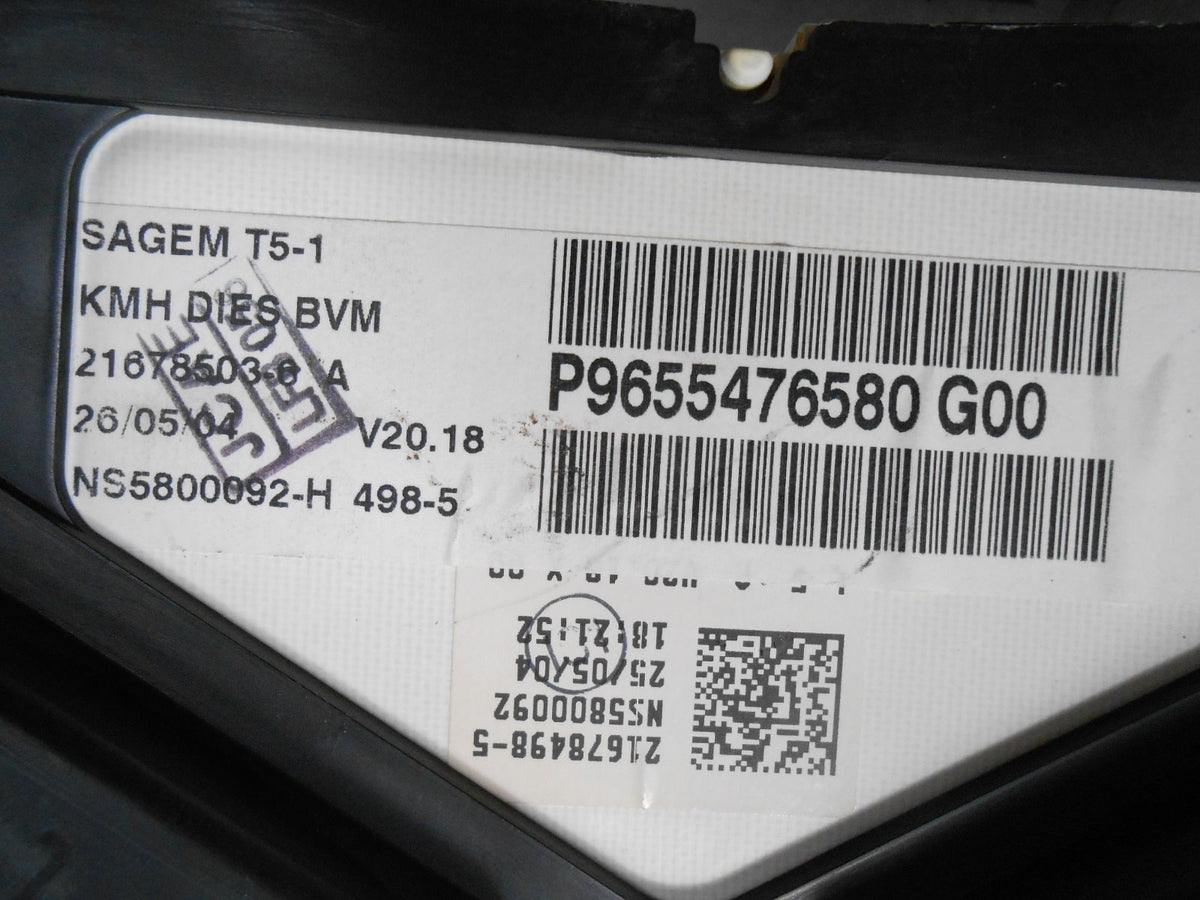 SAGEM T5-1
KMH DIES BVM
21678503-6 A
26/05/04 V20.18
NS5800092-H 498-5
P9655476580 G00
21678498-5
NS5800092
25/05/04
18:21:52